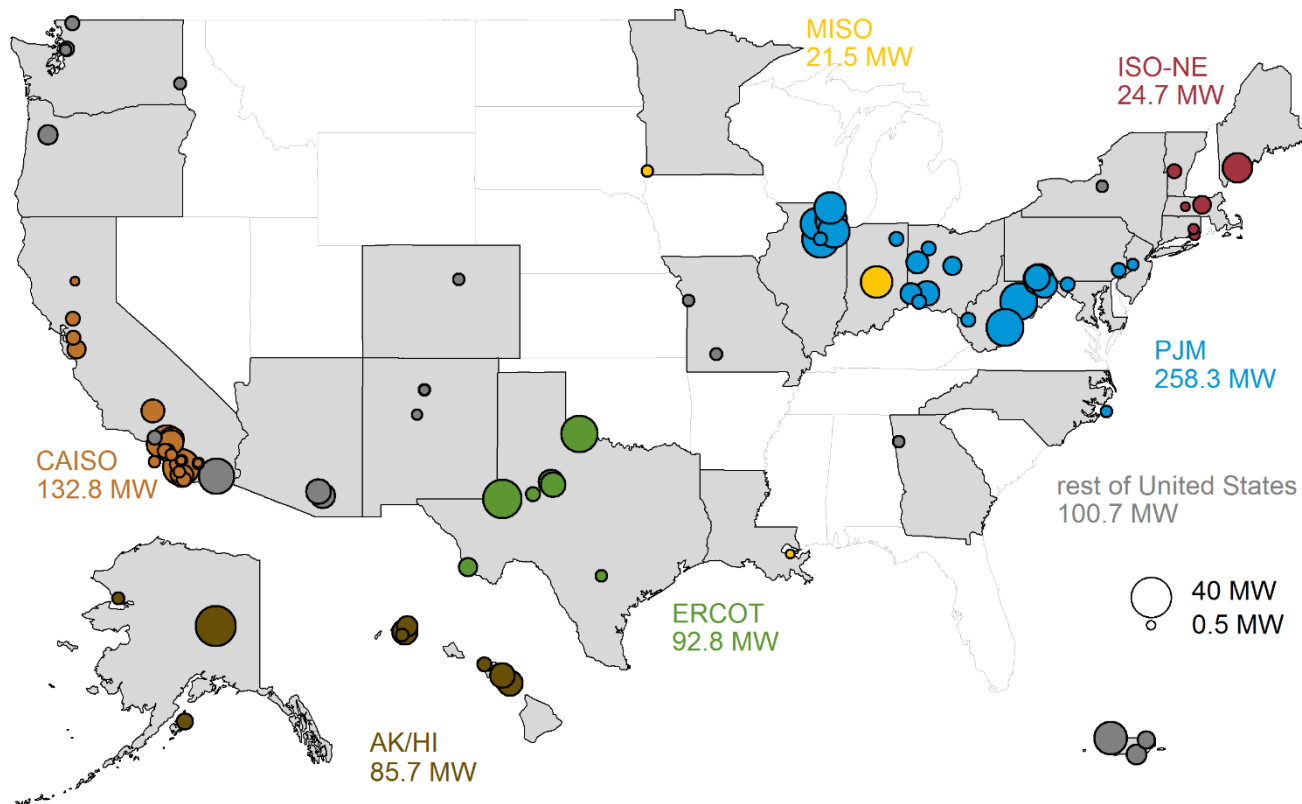 MISO
21.5 MW
ISO-NE
24.7 MW
PJM
258.3 MW
CAISO
132.8 MW
rest of United States
100.7 MW
40 MW
0.5 MW
ERCOT
92.8 MW
AK/HI
85.7 MW